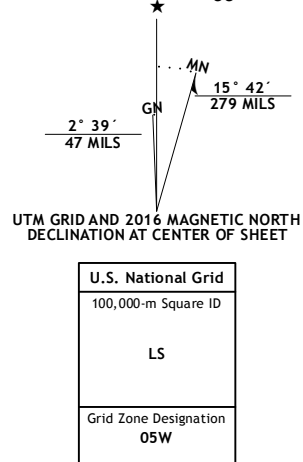 MN
GN
15° 42´
279 MILS
2° 39´
47 MILS
UTM GRID AND 2016 MAGNETIC NORTH
DECLINATION AT CENTER OF SHEET
U.S. National Grid
100,000-m Square ID
LS
Grid Zone Designation
05W